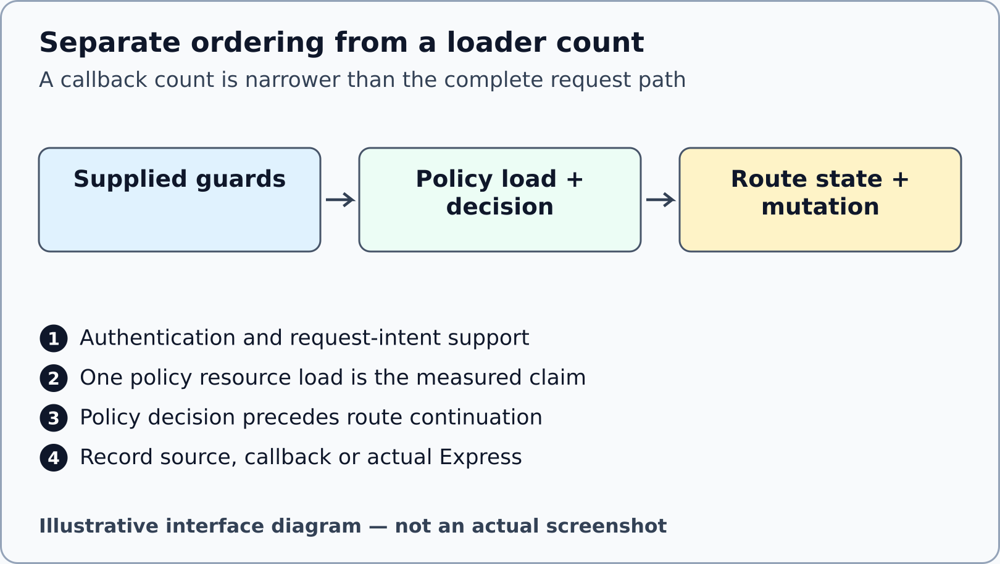 Separate ordering from a loader count
A callback count is narrower than the complete request path
Supplied guards
Policy load +
decision
Route state +
mutation
1 Authentication and request-intent support
2 One policy resource load is the measured claim
3 Policy decision precedes route continuation
4 Record source, callback or actual Express
Illustrative interface diagram — not an actual screenshot